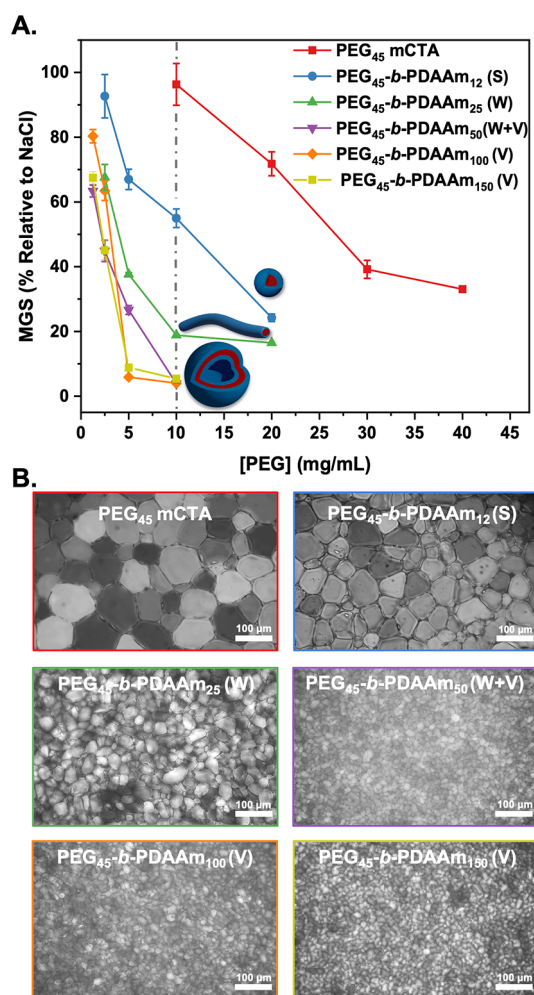 A.
PEG45 mCTA
PEG45-b-PDAAm12 (S)
PEG45-b-PDAAm25 (W)
PEG45-b-PDAAm50(W+V)
PEG45-b-PDAAm100 (V)
PEG45-b-PDAAm150 (V)
MGS (% Relative to NaCl)
100
80
60
40
20
0
0 5 10 15 20 25 30 35 40 45
[PEG] (mg/mL)
B.
PEG45 mCTA
100 µm
PEG45-b-PDAAm12 (S)
100 µm
PEG45-b-PDAAm25 (W)
100 µm
PEG45-b-PDAAm50 (W+V)
100 µm
PEG45-b-PDAAm100 (V)
100 µm
PEG45-b-PDAAm150 (V)
100 µm